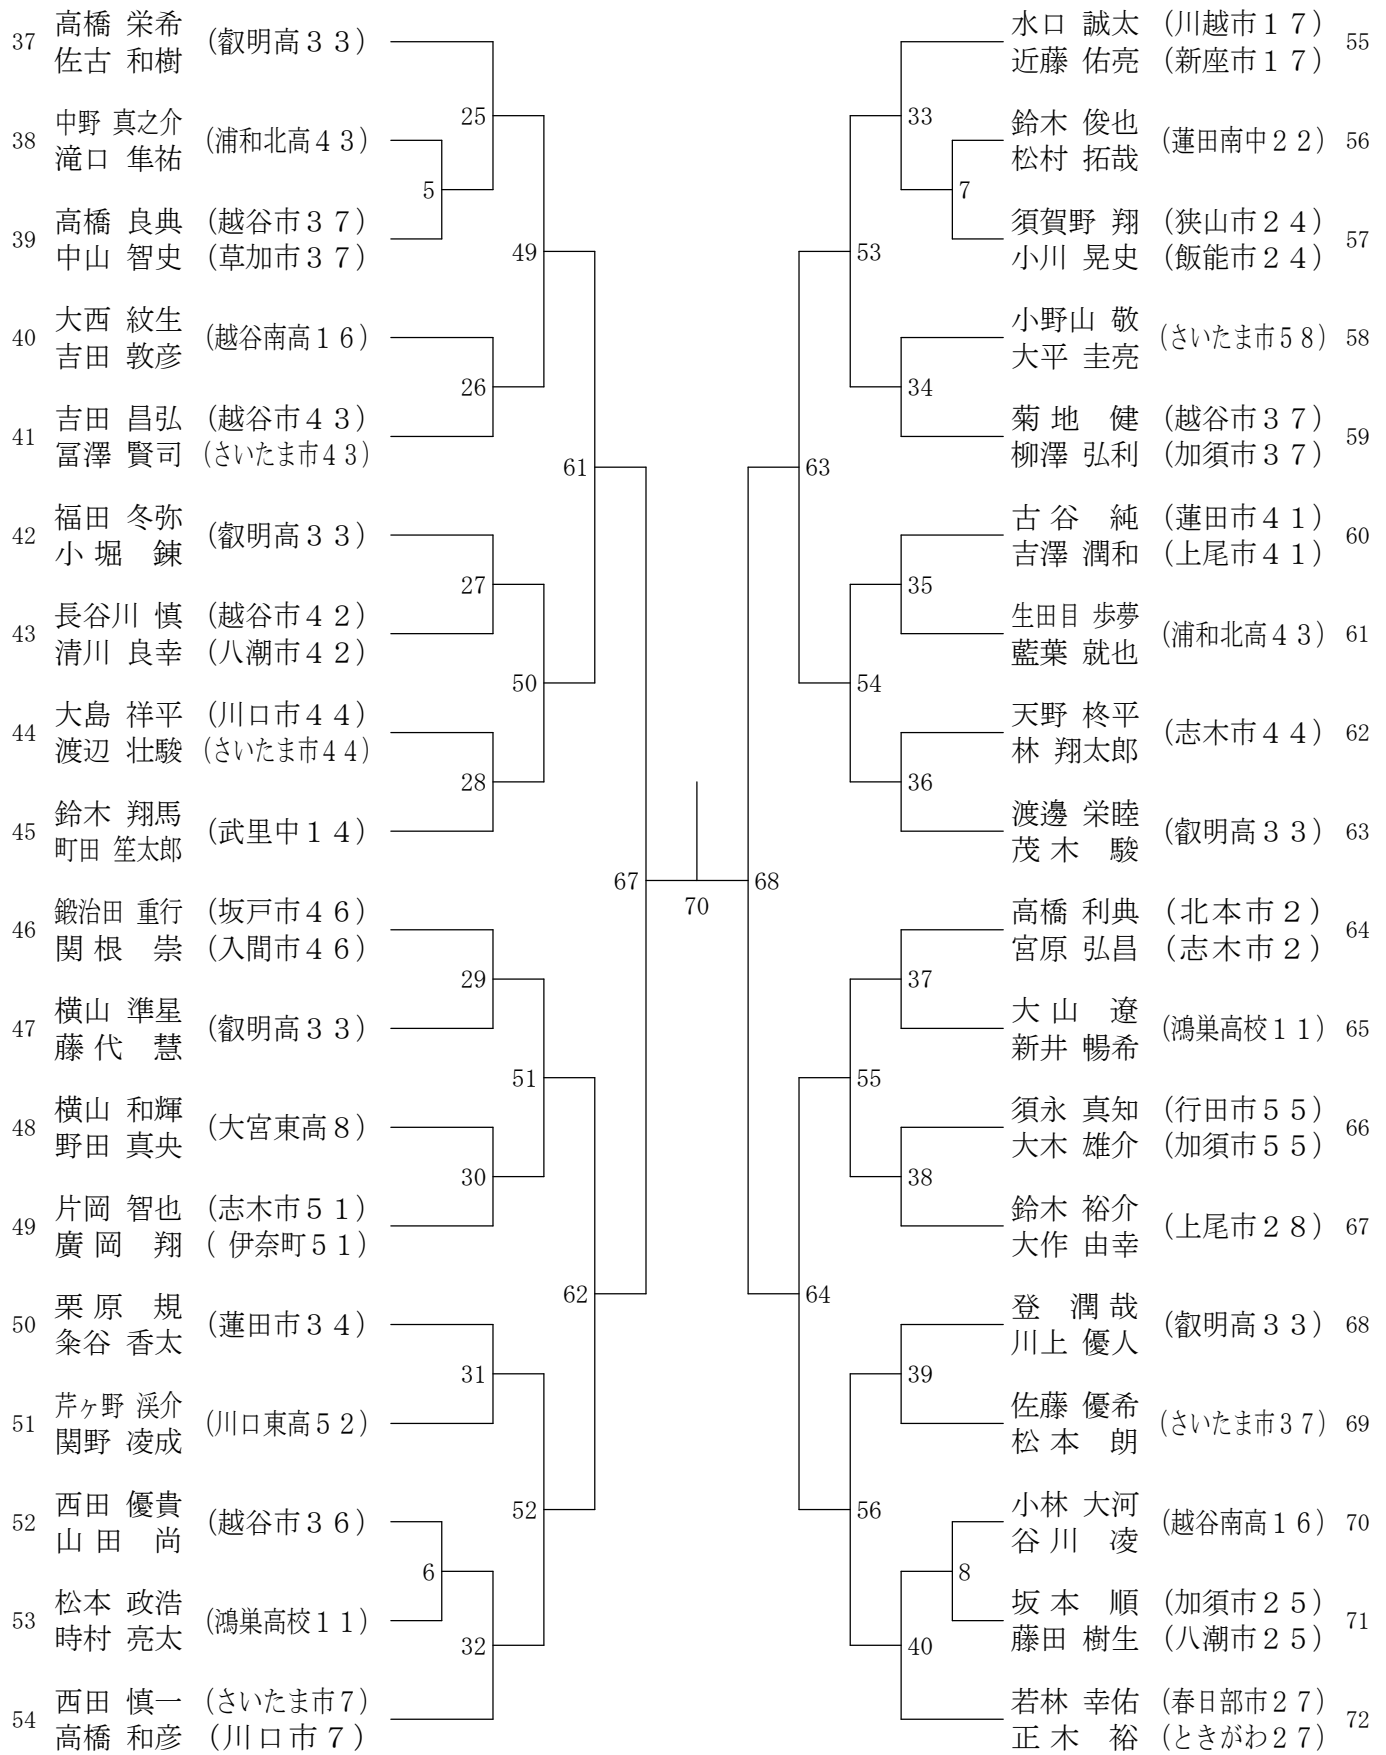 37 高橋 栄希 (叡明高３３)
佐古 和樹
25
38 中野 真之介 (浦和北高４３)
滝口 隼祐
5
39 高橋 良典 (越谷市３７)
中山 智史 (草加市３７)
49
40 大西 紋生 (越谷南高１６)
吉田 敦彦
26
41 吉田 昌弘 (越谷市４３)
冨澤 賢司 (さいたま市４３)
61
42 福田 冬弥 (叡明高３３)
小堀 錬
27
43 長谷川 慎 (越谷市４２)
清川 良幸 (八潮市４２)
50
44 大島 祥平 (川口市４４)
渡辺 壮駿 (さいたま市４４)
28
45 鈴木 翔馬 (武里中１４)
町田 笙太郎
67
70
46 鍛治田 重行 (坂戸市４６)
関根 崇 (入間市４６)
29
47 横山 準星 (叡明高３３)
藤代 慧
51
48 横山 和輝 (大宮東高８)
野田 真央
30
49 片岡 智也 (志木市５１)
廣岡 翔 ( 伊奈町５１)
62
50 栗原 規 (蓮田市３４)
粂谷 香太
31
51 芹ヶ野 渓介 (川口東高５２)
関野 凌成
52
52 西田 優貴 (越谷市３６)
山田 尚
6
53 松本 政浩 (鴻巣高校１１)
時村 亮太
32
54 西田 慎一 (さいたま市７)
高橋 和彦 (川口市７)
水口 誠太 (川越市１７) 55
近藤 佑亮 (新座市１７)
33
鈴木 俊也 (蓮田南中２２) 56
松村 拓哉
7
須賀野 翔 (狭山市２４) 57
小川 晃史 (飯能市２４)
53
小野山 敬 (さいたま市５８) 58
大平 圭亮
34
菊地 健 (越谷市３７) 59
柳澤 弘利 (加須市３７)
63
古谷 純 (蓮田市４１) 60
吉澤 潤和 (上尾市４１)
35
生田目 歩夢 (浦和北高４３) 61
藍葉 就也
54
天野 柊平 (志木市４４) 62
林 翔太郎
36
渡邊 栄睦 (叡明高３３) 63
茂木 駿
68
高橋 利典 (北本市２) 64
宮原 弘昌 (志木市２)
37
大山 遼 (鴻巣高校１１) 65
新井 暢希
55
須永 真知 (行田市５５) 66
大木 雄介 (加須市５５)
38
鈴木 裕介 (上尾市２８) 67
大作 由幸
64
登 潤哉 (叡明高３３) 68
川上 優人
39
佐藤 優希 (さいたま市３７) 69
松本 朗
56
小林 大河 (越谷南高１６) 70
谷川 凌
8
坂本 順 (加須市２５) 71
藤田 樹生 (八潮市２５)
40
若林 幸佑 (春日部市２７) 72
正木 裕 (ときがわ２７)